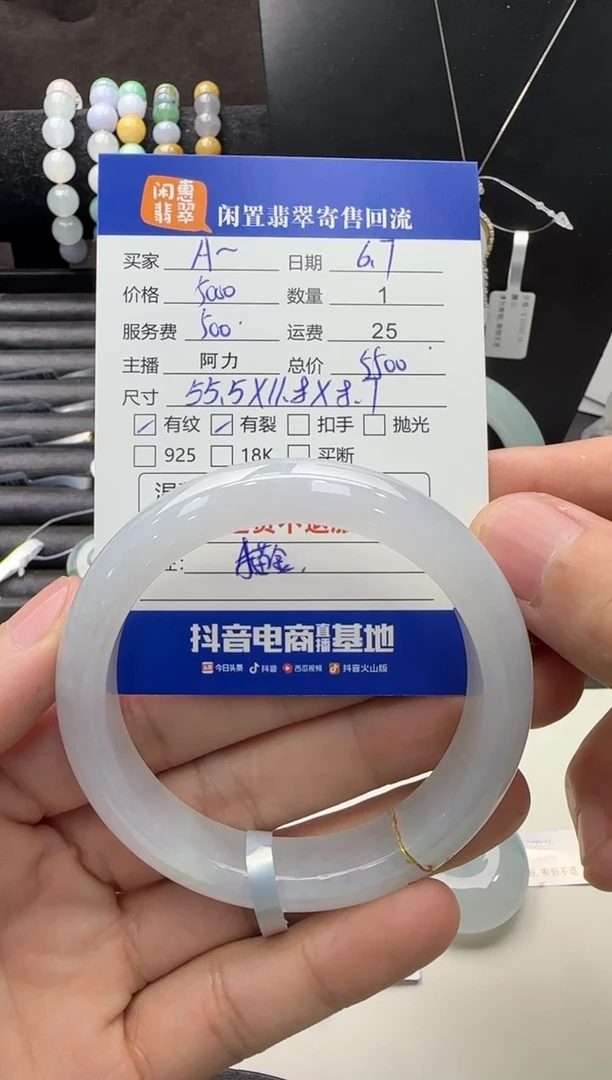 闲惠
翡翠
闲置翡翠寄售回流
买家 A~ 日期 6.7
价格 5000 数量 1
服务费 500 运费 25
主播 阿力 总价 5500
尺寸 55.5X11.8X8.7
有纹 有裂 扣手 抛光
925 18K 买断
描金.
抖音电商直播基地
今日头条 抖音 西瓜视频 抖音火山版